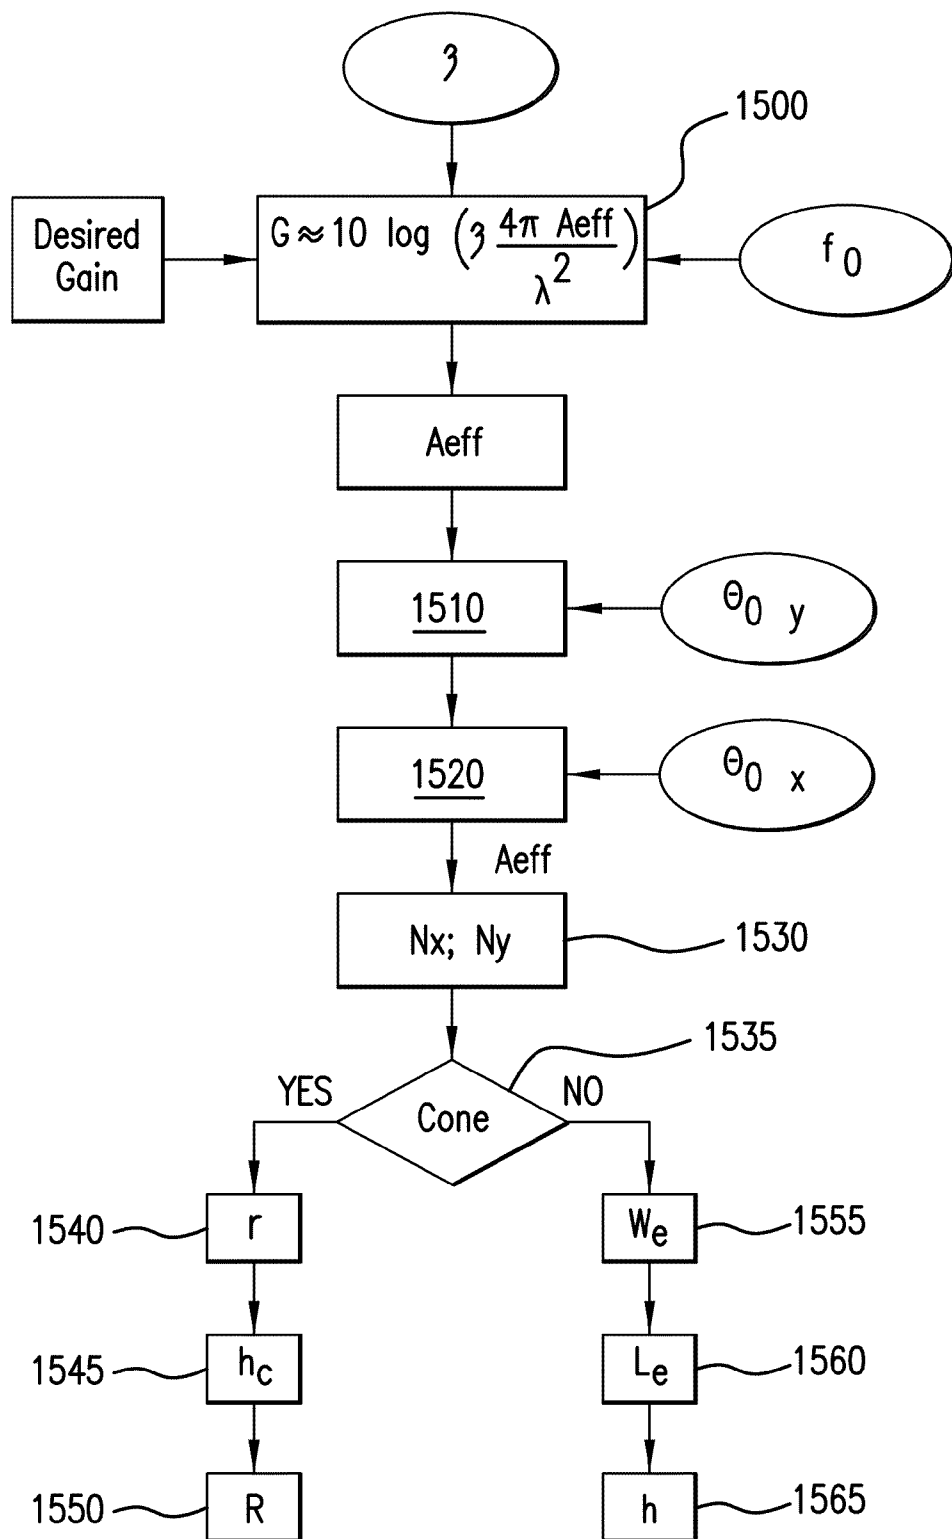 ვ
1500
Desired
Gain
G≈10 log (ვ 4π Aeff / λ²)
f₀
Aeff
1510
Θ₀ y
1520
Θ₀ x
Aeff
Nx; Ny
1530
1535
YES
Cone
NO
1540
r
Wₑ
1555
1545
h_c
Lₑ
1560
1550
R
h
1565